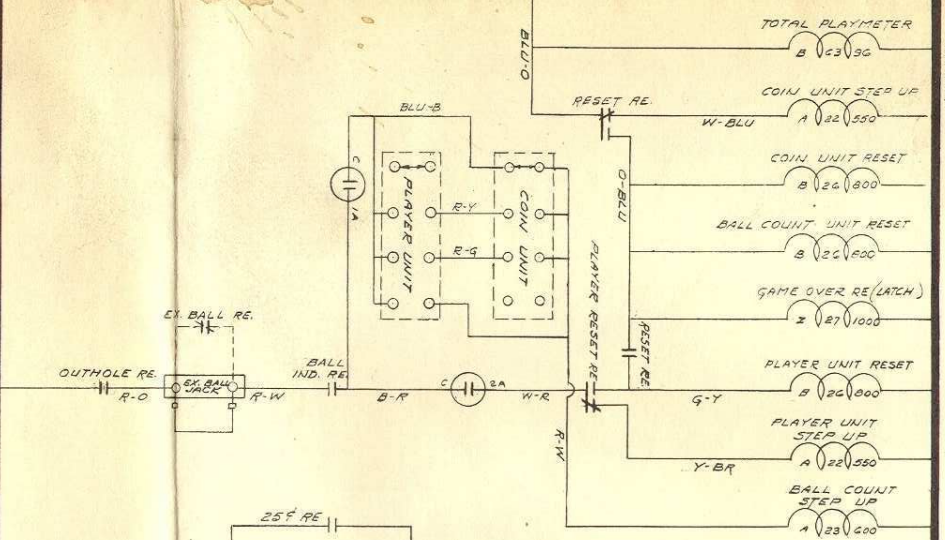 TOTAL PLAYMETER
B 63 36
BLU-O
COIN UNIT STEP UP
RESET RE.
W-BLU
A 22 550
BLU-B
C
1A
PLAYER UNIT
COIN UNIT
R-Y
R-G
O-BLU
COIN UNIT RESET
B 26 800
BALL COUNT UNIT RESET
B 26 800
PLAYER RESET RE
GAME OVER RE (LATCH)
Z 27 1000
EX. BALL RE.
RESET RE.
OUTHOLE RE.
R-O
EX. BALL
JACK
R-W
BALL
IND. RE.
B-R
C
2A
W-R
G-Y
PLAYER UNIT RESET
B 26 800
R-W
PLAYER UNIT
STEP UP
Y-BR
A 22 550
BALL COUNT
STEP UP
A 23 600
25¢ RE